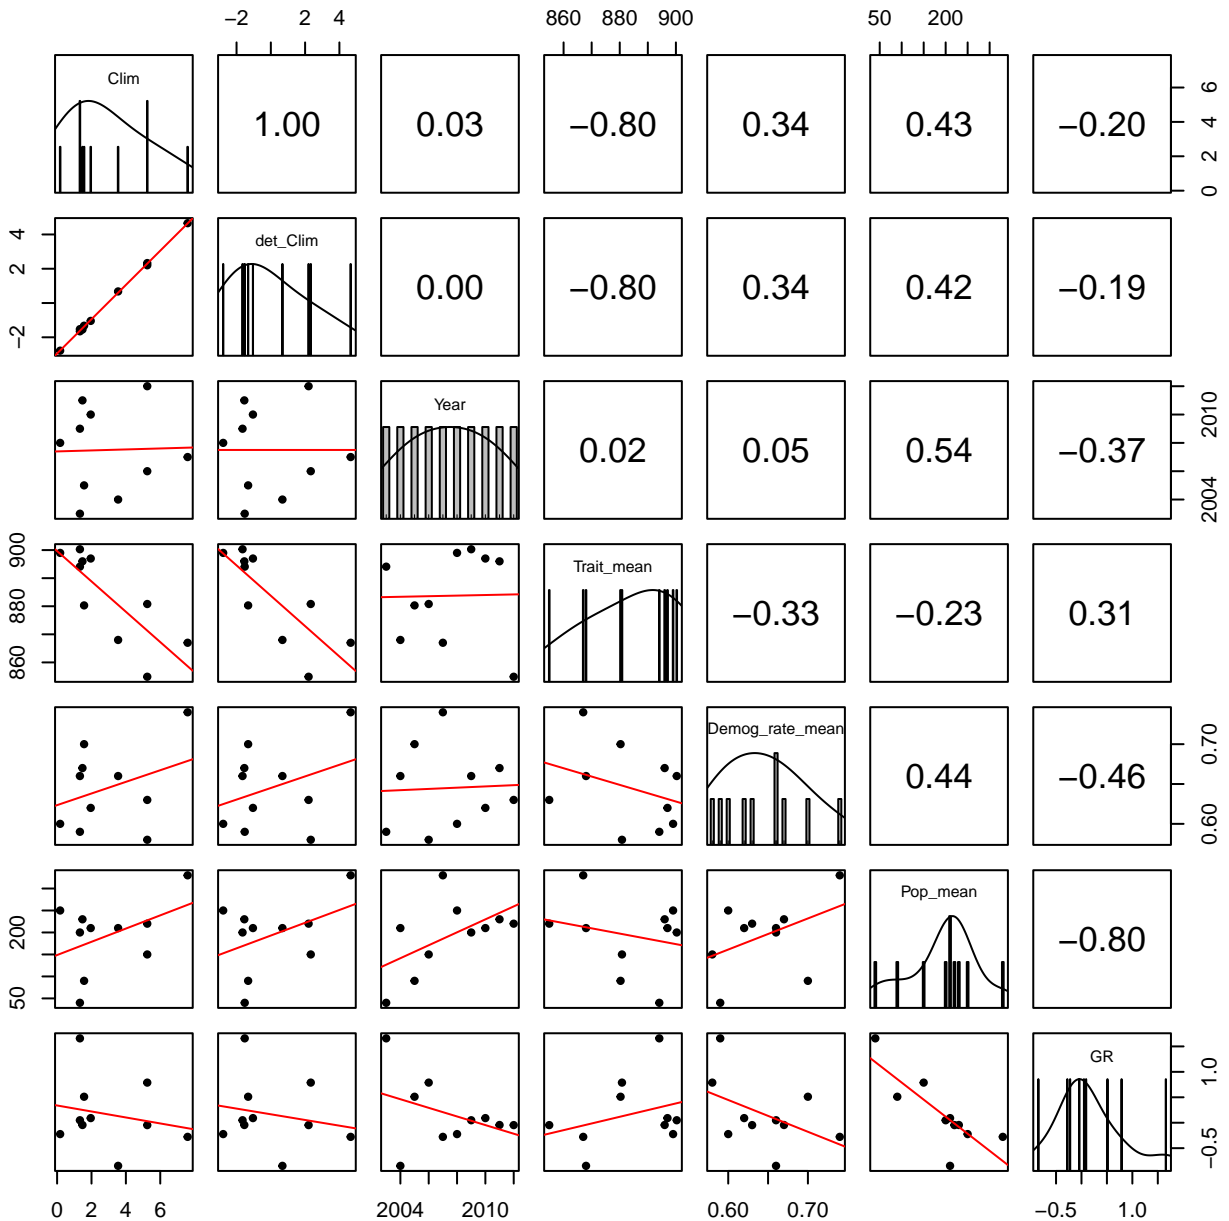 −2 2 4 860 880 900 50 200
Clim 1.00 0.03 −0.80 0.34 0.43 −0.20 0 2 4 6
−2 2 4 det_Clim 0.00 −0.80 0.34 0.42 −0.19
Year 0.02 0.05 0.54 −0.37 2004 2010
860 880 900 Trait_mean −0.33 −0.23 0.31
Demog_rate_mean 0.44 −0.46 0.60 0.70
50 200 Pop_mean −0.80
GR −0.5 1.0
0 2 4 6 2004 2010 0.60 0.70 −0.5 1.0